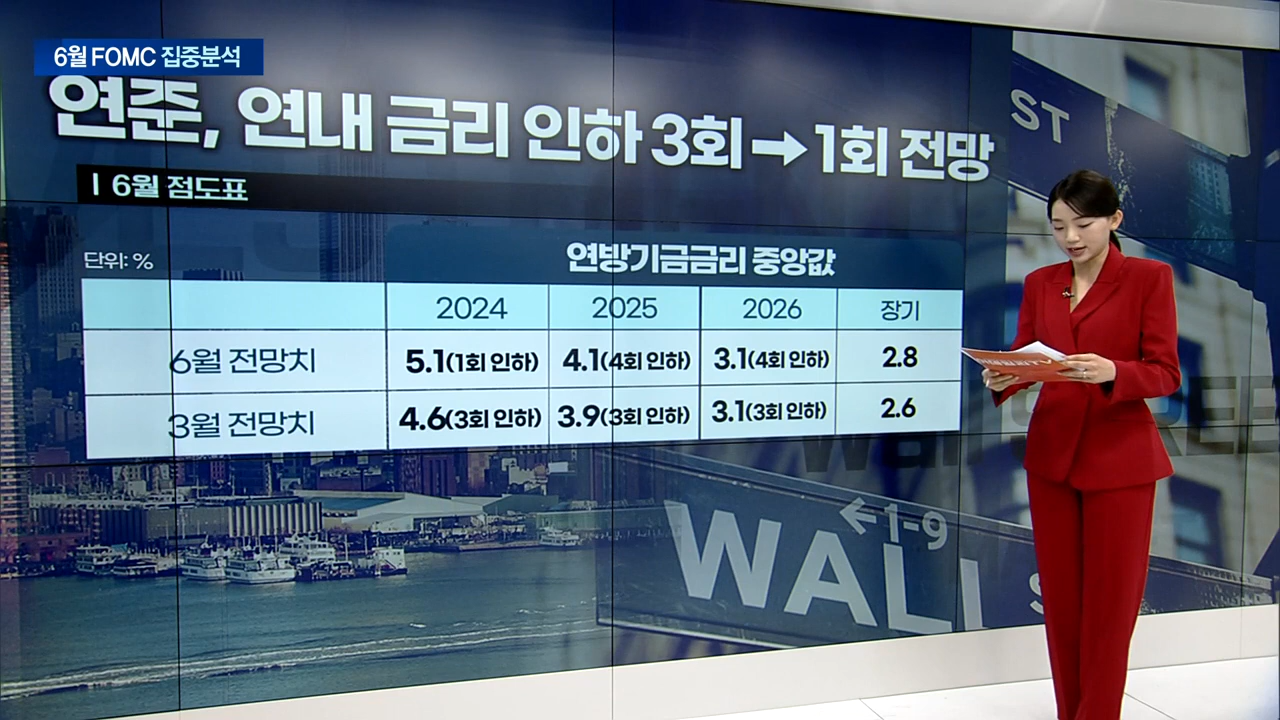 6월 FOMC 집중분석
연준, 연내 금리 인하 3회→1회 전망
6월 점도표
단위: %
연방기금금리 중앙값
2024 2025 2026 장기
6월 전망치 5.1(1회 인하) 4.1(4회 인하) 3.1(4회 인하) 2.8
3월 전망치 4.6(3회 인하) 3.9(3회 인하) 3.1(3회 인하) 2.6
ST
←1-9
WALL S